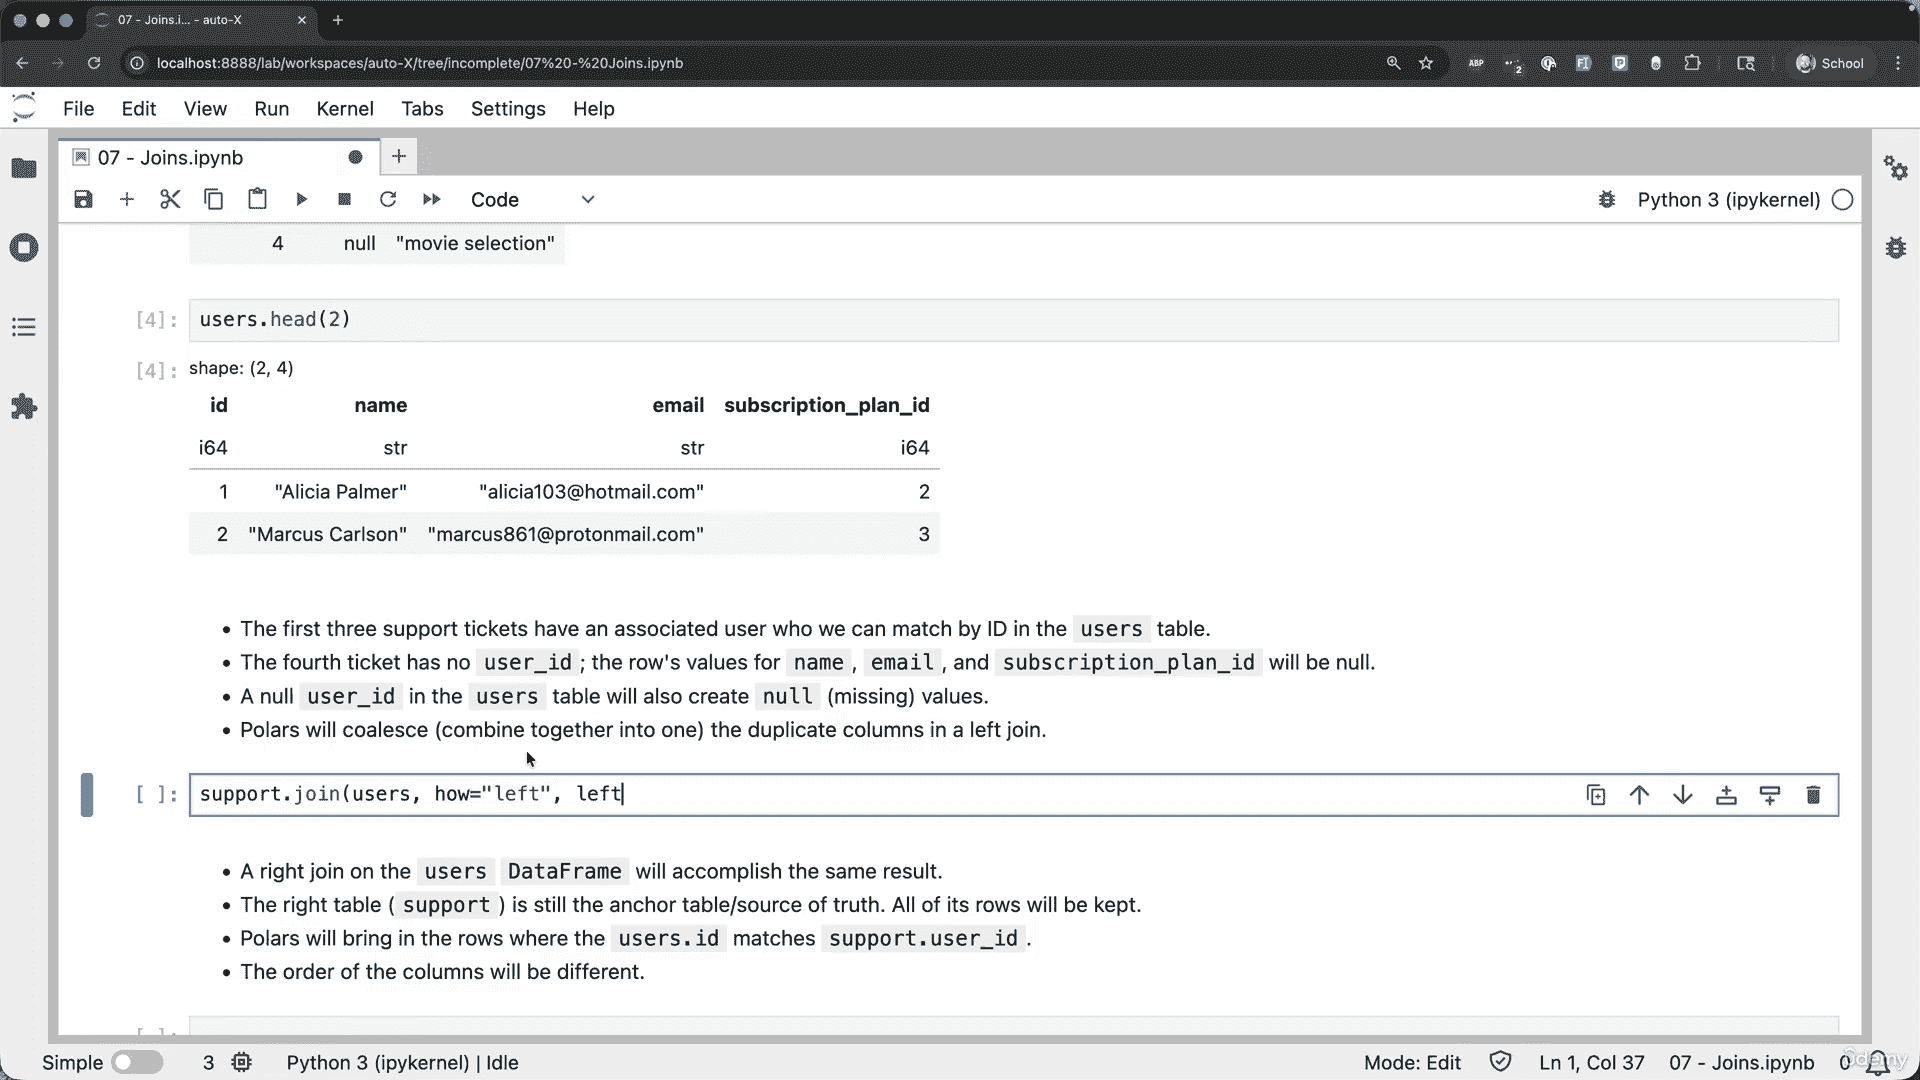 07 - Joins.i... - auto-X
localhost:8888/lab/workspaces/auto-X/tree/incomplete/07%20-%20Joins.ipynb
ABP
2
School
File Edit View Run Kernel Tabs Settings Help
07 - Joins.ipynb
Code
Python 3 (ipykernel)
4 null "movie selection"
[4]: users.head(2)
[4]: shape: (2, 4)
id name email subscription_plan_id
i64 str str i64
1 "Alicia Palmer" "alicia103@hotmail.com" 2
2 "Marcus Carlson" "marcus861@protonmail.com" 3
• The first three support tickets have an associated user who we can match by ID in the users table.
• The fourth ticket has no user_id; the row's values for name, email, and subscription_plan_id will be null.
• A null user_id in the users table will also create null (missing) values.
• Polars will coalesce (combine together into one) the duplicate columns in a left join.
[ ]: support.join(users, how="left", left
• A right join on the users DataFrame will accomplish the same result.
• The right table (support) is still the anchor table/source of truth. All of its rows will be kept.
• Polars will bring in the rows where the users.id matches support.user_id.
• The order of the columns will be different.
[ ]:
Simple 3 Python 3 (ipykernel) | Idle Mode: Edit Ln 1, Col 37 07 - Joins.ipynb 0